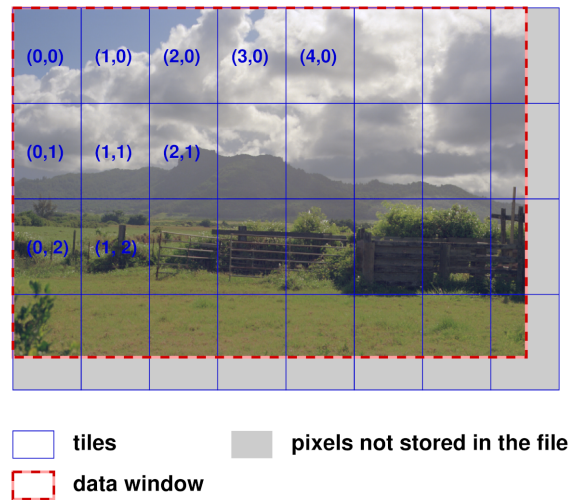 (0,0) (1,0) (2,0) (3,0) (4,0)
(0,1) (1,1) (2,1)
(0, 2) (1, 2)
tiles
pixels not stored in the file
data window